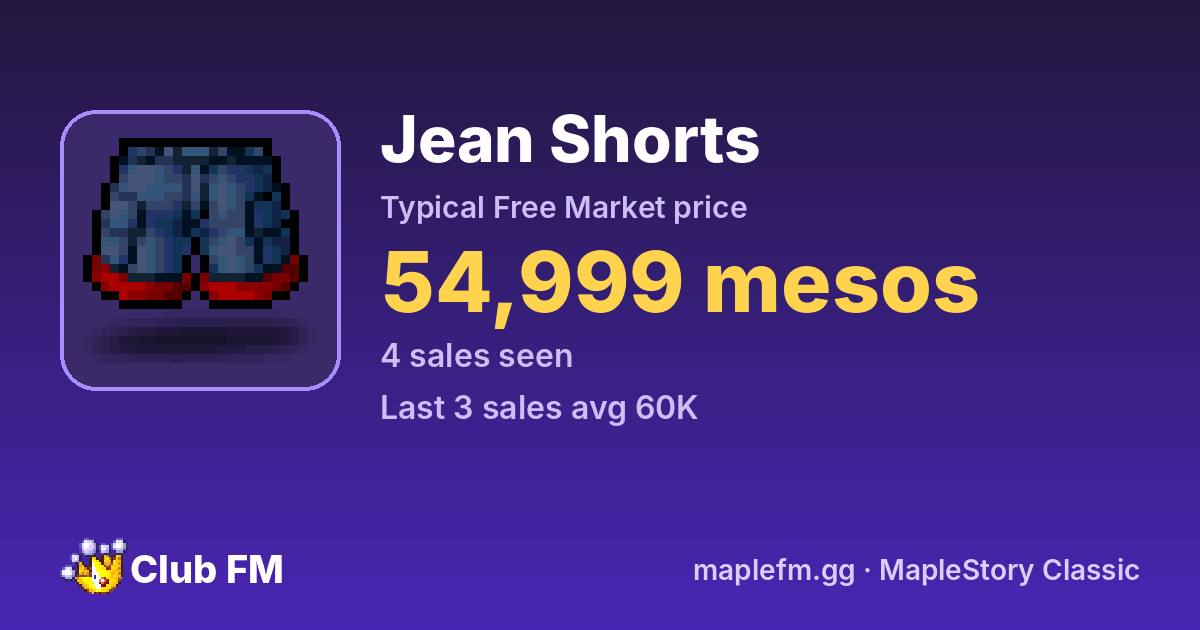 Jean Shorts
Typical Free Market price
54,999 mesos
4 sales seen
Last 3 sales avg 60K
Club FM
maplefm.gg · MapleStory Classic